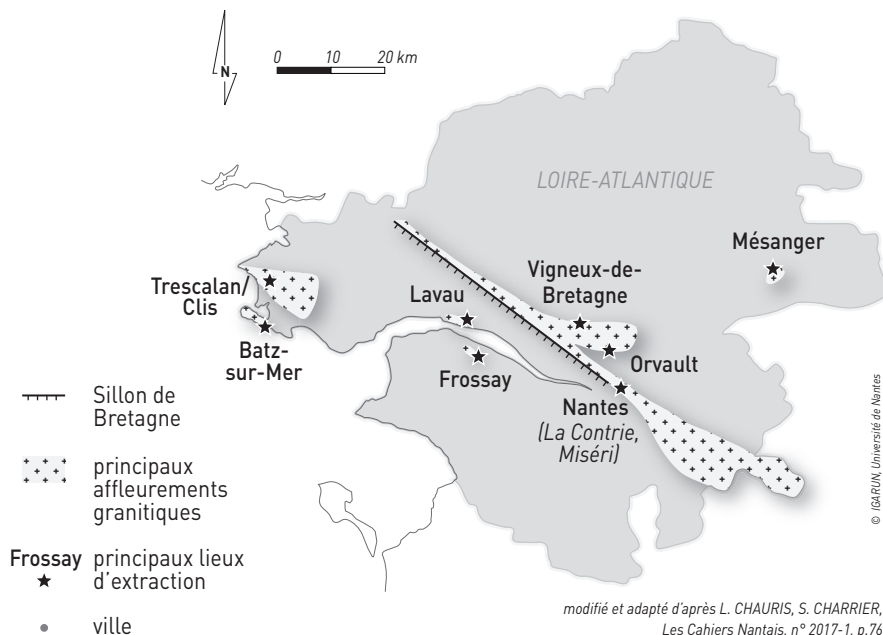 0 10 20 km
N
LOIRE-ATLANTIQUE
Mésanger
Vigneux-de-
Bretagne
Trescalan/
Clis
Lavau
Batz-
sur-Mer
Frossay
Orvault
Nantes
(La Contrie,
Miséri)
Sillon de
Bretagne
principaux
affleurements
granitiques
Frossay principaux lieux
d'extraction
ville
© IGARUN, Université de Nantes
modifié et adapté d'après L. CHAURIS, S. CHARRIER,
Les Cahiers Nantais, n° 2017-1, p.76